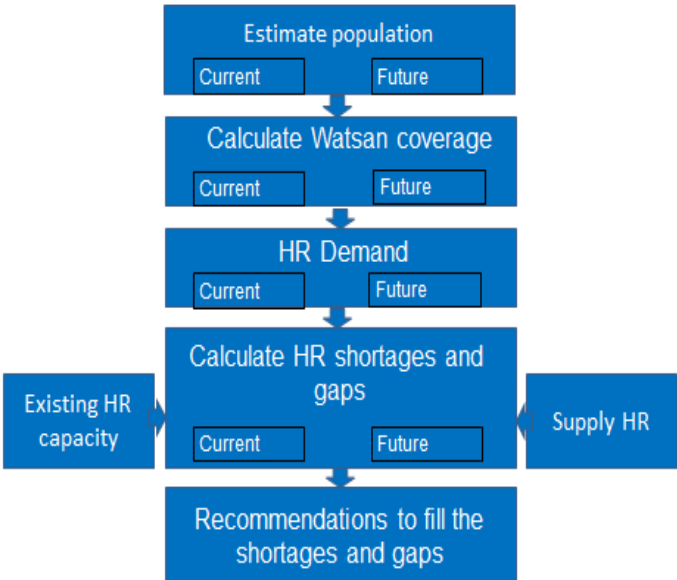 Estimate population
Current
Future
Calculate Watsan coverage
Current
Future
HR Demand
Current
Future
Calculate HR shortages and
gaps
Current
Future
Existing HR
capacity
Supply HR
Recommendations to fill the
shortages and gaps